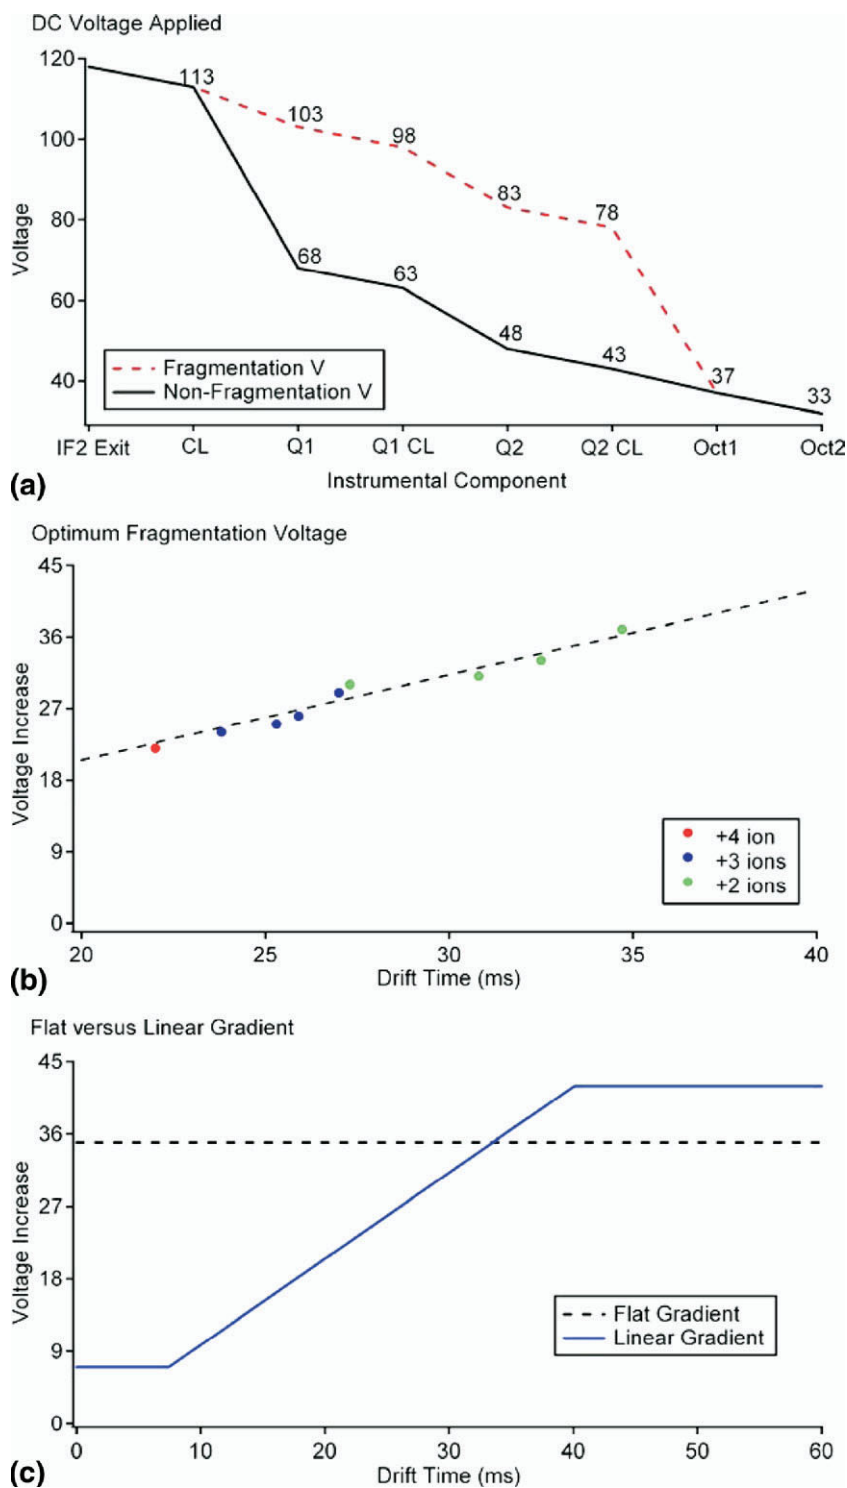 DC Voltage Applied
120
100
80
60
40
Voltage
113
103
98
83
78
68
63
48
43
37
33
Fragmentation V
Non-Fragmentation V
IF2 Exit CL Q1 Q1 CL Q2 Q2 CL Oct1 Oct2
Instrumental Component
(a)
Optimum Fragmentation Voltage
45
36
27
18
9
0
Voltage Increase
+4 ion
+3 ions
+2 ions
20 25 30 35 40
Drift Time (ms)
(b)
Flat versus Linear Gradient
45
36
27
18
9
0
Voltage Increase
Flat Gradient
Linear Gradient
0 10 20 30 40 50 60
Drift Time (ms)
(c)